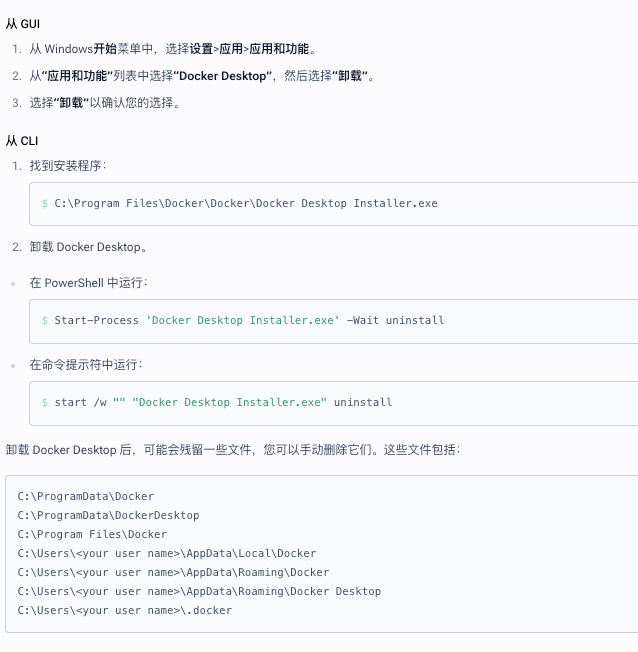 从 GUI
1. 从 Windows开始菜单中，选择设置>应用>应用和功能。
2. 从“应用和功能“列表中选择“Docker Desktop”，然后选择“卸载”。
3. 选择“卸载“以确认您的选择。
从 CLI
1. 找到安装程序：
$ C:\Program Files\Docker\Docker\Docker Desktop Installer.exe
2. 卸载 Docker Desktop。
在 PowerShell 中运行：
$ Start-Process 'Docker Desktop Installer.exe' -Wait uninstall
在命令提示符中运行：
$ start /w "" "Docker Desktop Installer.exe" uninstall
卸载 Docker Desktop 后，可能会残留一些文件，您可以手动删除它们。这些文件包括：
C:\ProgramData\Docker
C:\ProgramData\DockerDesktop
C:\Program Files\Docker
C:\Users\<your user name>\AppData\Local\Docker
C:\Users\<your user name>\AppData\Roaming\Docker
C:\Users\<your user name>\AppData\Roaming\Docker Desktop
C:\Users\<your user name>\.docker